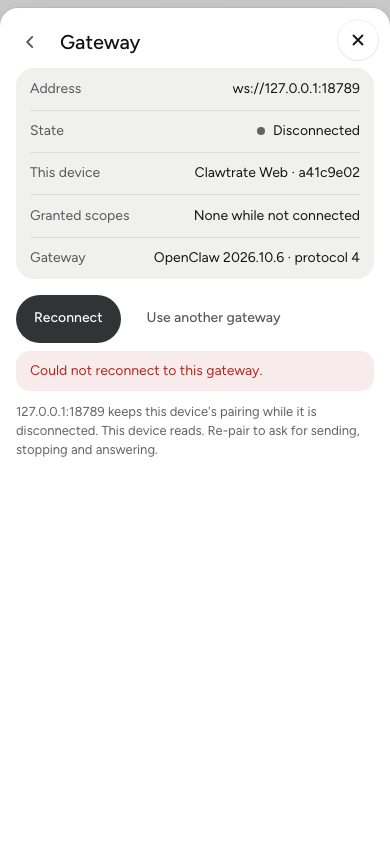 Gateway
Address ws://127.0.0.1:18789
State Disconnected
This device Clawtrate Web · a41c9e02
Granted scopes None while not connected
Gateway OpenClaw 2026.10.6 · protocol 4
Reconnect Use another gateway
Could not reconnect to this gateway.
127.0.0.1:18789 keeps this device's pairing while it is
disconnected. This device reads. Re-pair to ask for sending,
stopping and answering.